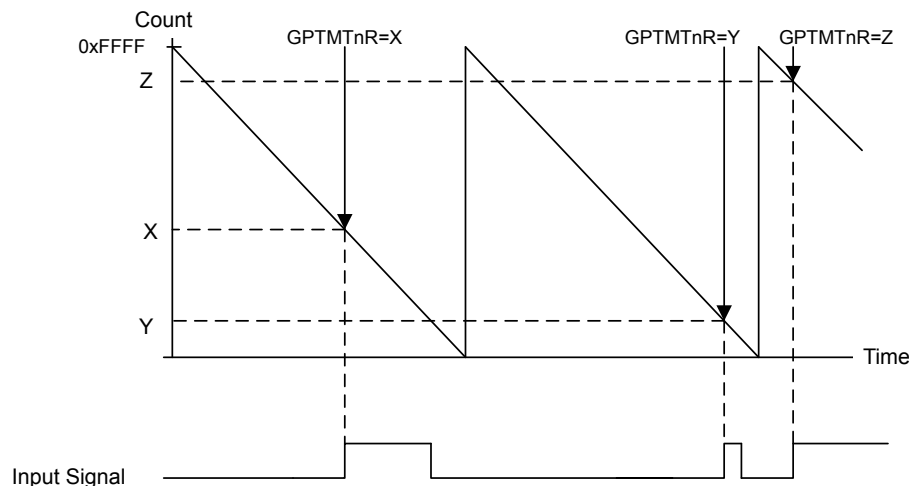 Count
0xFFFF
GPTMTnR=X
GPTMTnR=Y
GPTMTnR=Z
Z
X
Y
Time
Input Signal